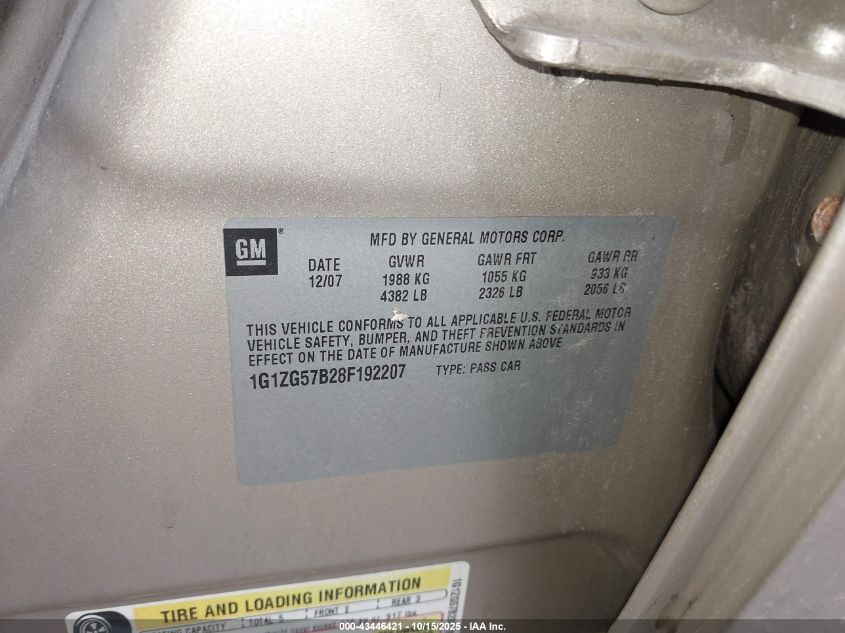 GM®
MFD BY GENERAL MOTORS CORP.
DATE GVWR GAWR FRT GAWR RR
12/07 1988 KG 1055 KG 933 KG
4382 LB 2326 LB 2056 LB
THIS VEHICLE CONFORMS TO ALL APPLICABLE U.S. FEDERAL MOTOR
VEHICLE SAFETY, BUMPER, AND THEFT PREVENTION STANDARDS IN
EFFECT ON THE DATE OF MANUFACTURE SHOWN ABOVE.
1G1ZG57B28F192207 TYPE: PASS CAR
TIRE AND LOADING INFORMATION
SEATING CAPACITY TOTAL 5 FRONT 2 REAR 3
000-43446421 - 10/15/2025 - IAA Inc.